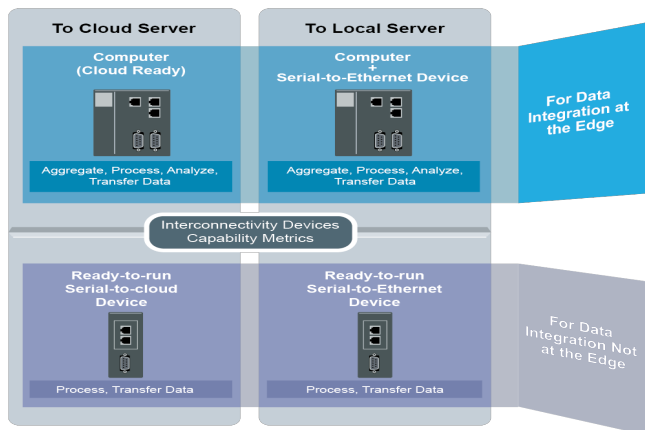 To Cloud Server
To Local Server
Computer
(Cloud Ready)
Computer
+
Serial-to-Ethernet Device
For Data
Integration at
the Edge
Aggregate, Process, Analyze,
Transfer Data
Aggregate, Process, Analyze,
Transfer Data
Interconnectivity Devices
Capability Metrics
Ready-to-run
Serial-to-cloud
Device
Ready-to-run
Serial-to-Ethernet
Device
For Data
Integration Not
at the Edge
Process, Transfer Data
Process, Transfer Data